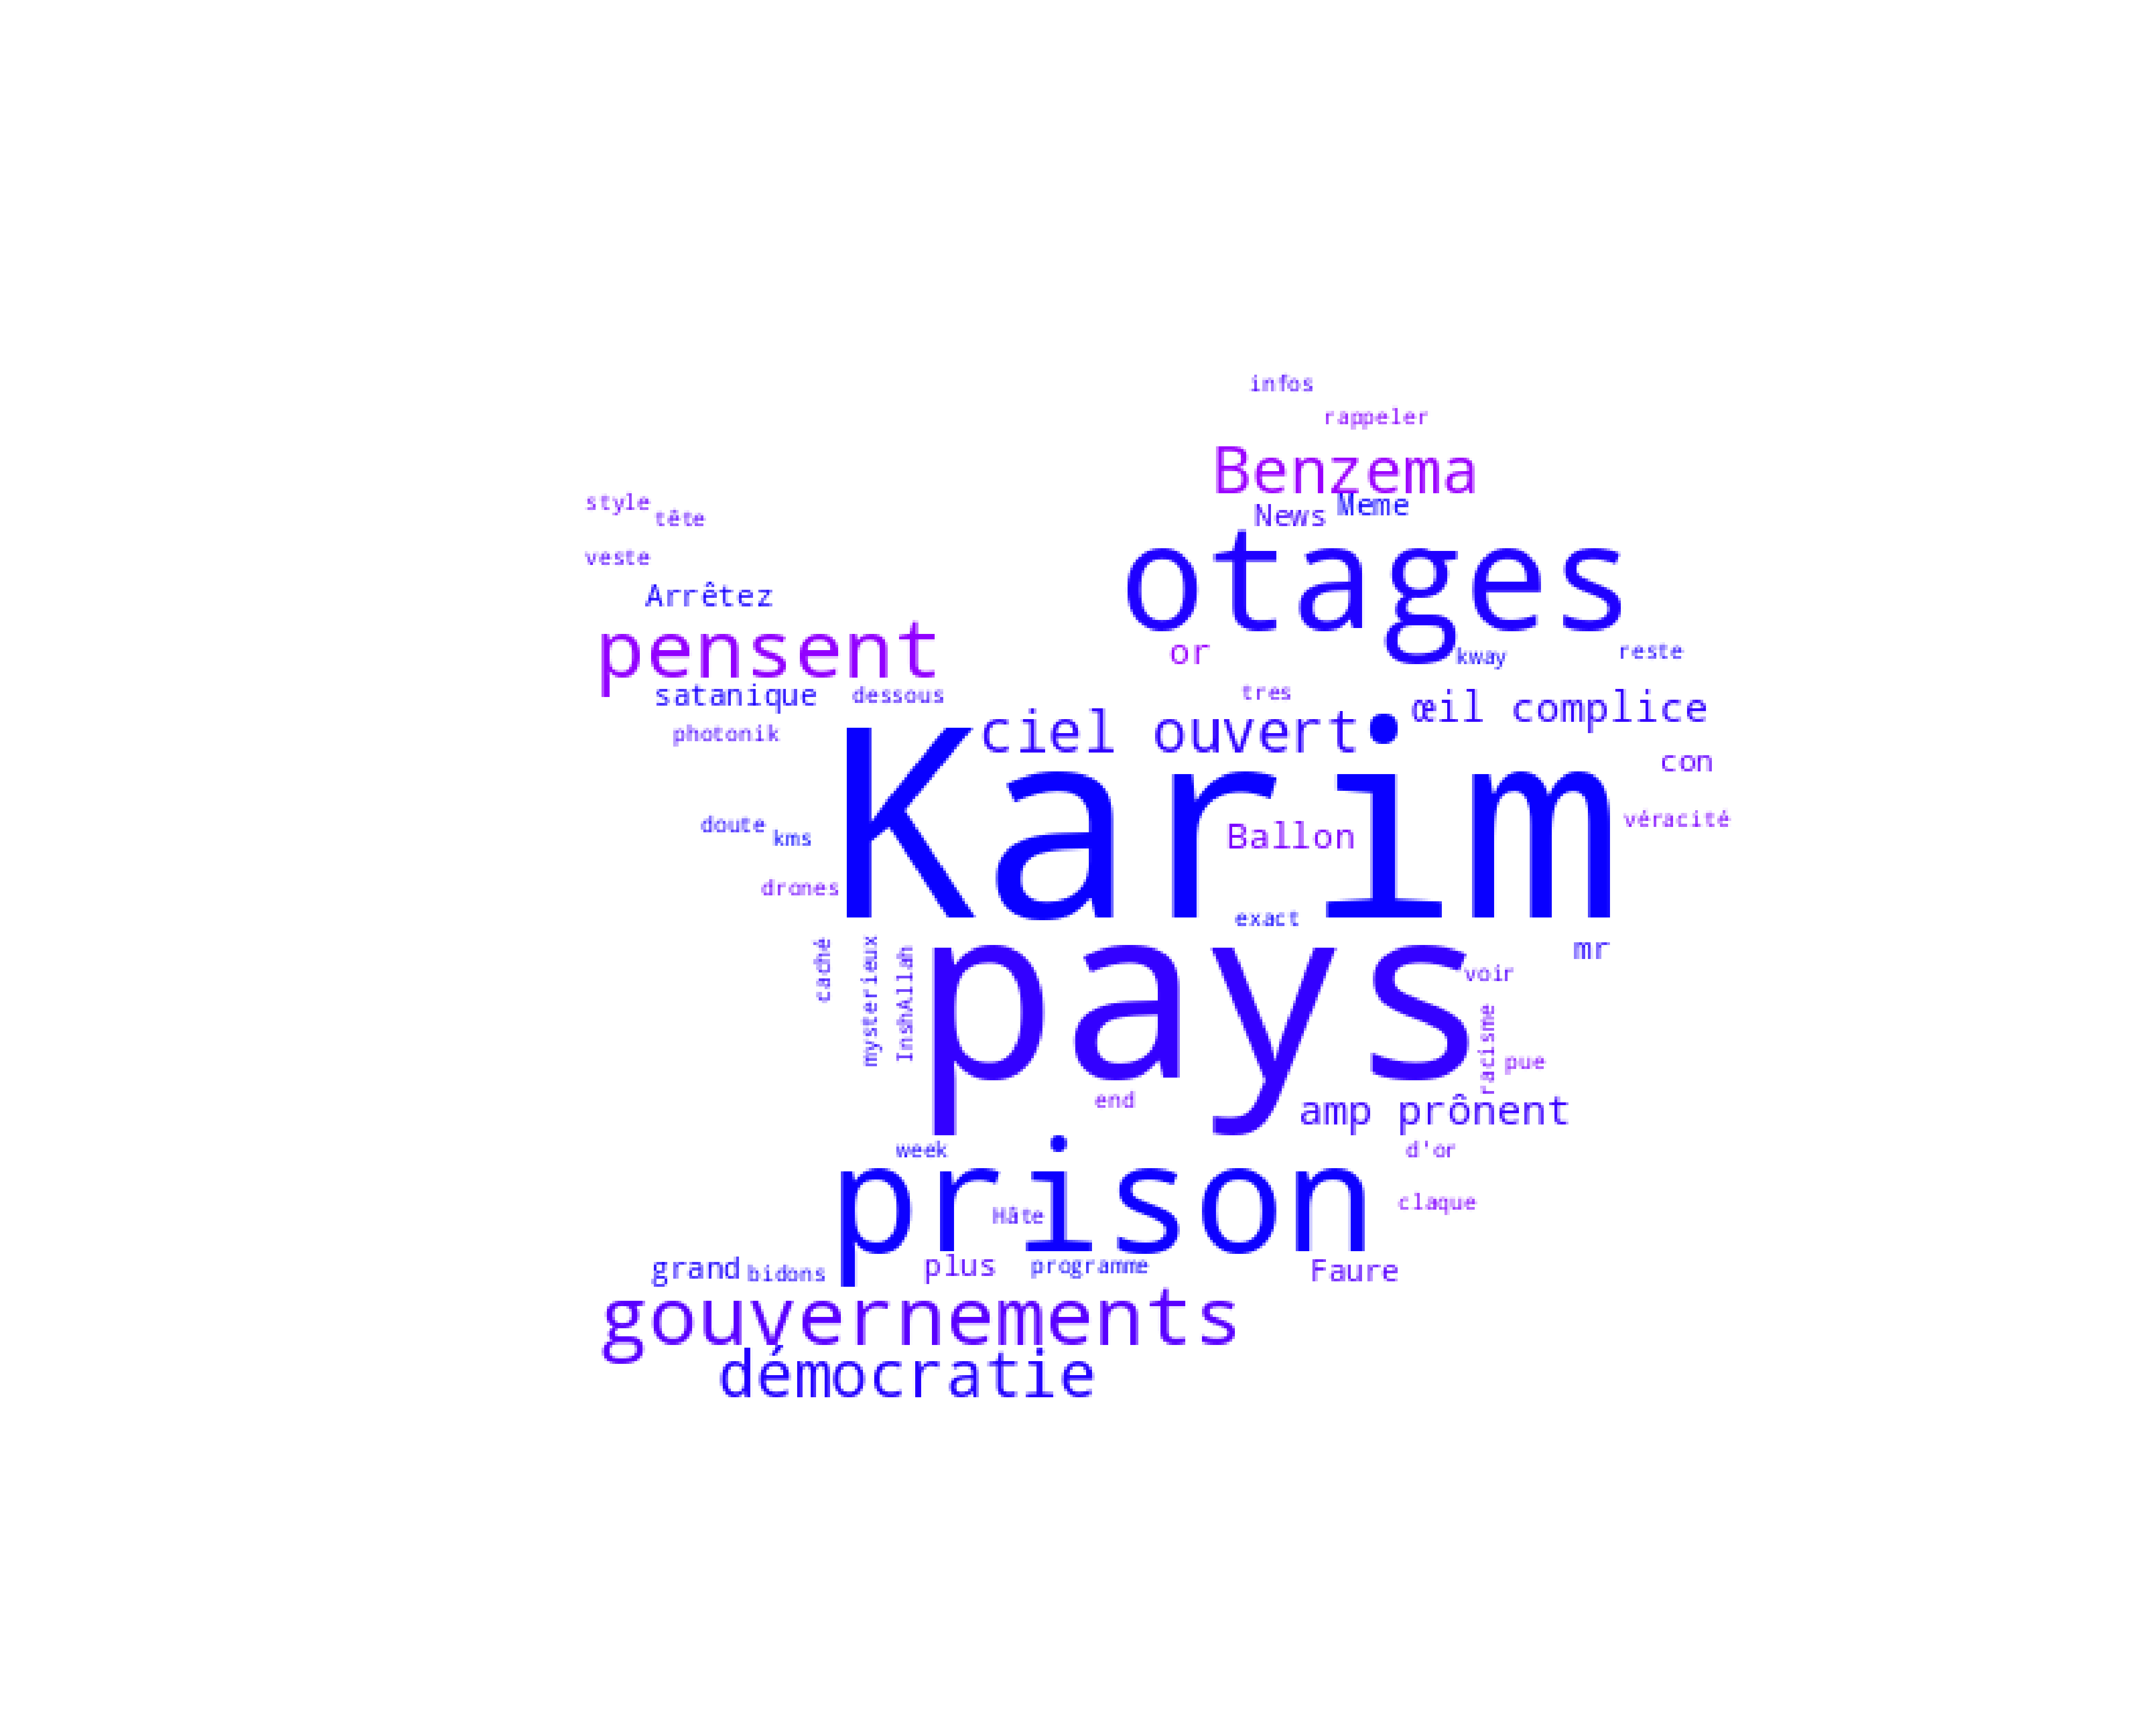 infos
rappeler
Benzema
style
tête
News
Meme
veste
otages
Arrêtez
pensent
or
kway
reste
satanique
dessous
tres
œil complice
photonik
ciel ouvert
con
Karim
doute
kms
Ballon
véracité
drones
exact
caché
mystérieux
InshAllah
pays
mr
voir
racisme
pue
end
amp prônent
week
d'or
prison
Hâte
claque
grand
bidons
plus
programme
Faure
gouvernements
démocratie